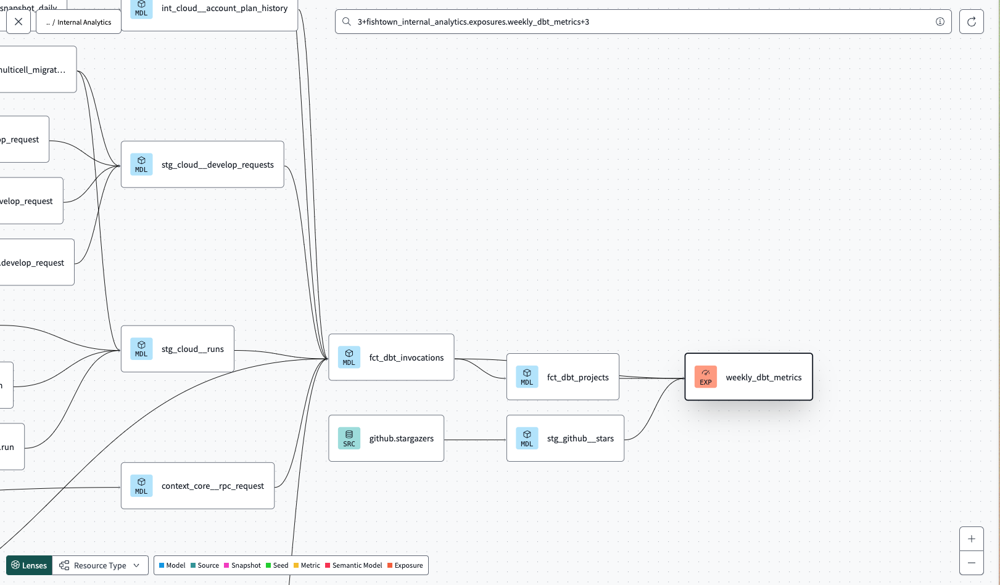 snapshot_daily
MDL int_cloud__account_plan_history
.. / Internal Analytics
3+fishtown_internal_analytics.exposures.weekly_dbt_metrics+3
multicell_migrat...
op_request
MDL stg_cloud__develop_requests
velop_request
.develop_request
MDL stg_cloud__runs
MDL fct_dbt_invocations
MDL fct_dbt_projects
EXP weekly_dbt_metrics
n
.run
SRC github.stargazers
MDL stg_github__stars
MDL context_core__rpc_request
Lenses Resource Type Model Source Snapshot Seed Metric Semantic Model Exposure